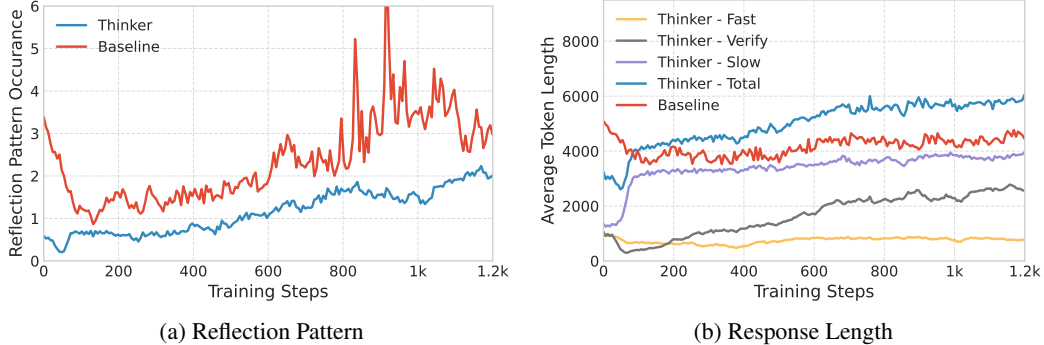 Reflection Pattern Occurance
6
5
4
3
2
1
0
Thinker
Baseline
0
200
400
600
800
1k
1.2k
Training Steps
(a) Reflection Pattern
Average Token Length
8000
6000
4000
2000
0
Thinker - Fast
Thinker - Verify
Thinker - Slow
Thinker - Total
Baseline
0
200
400
600
800
1k
1.2k
Training Steps
(b) Response Length